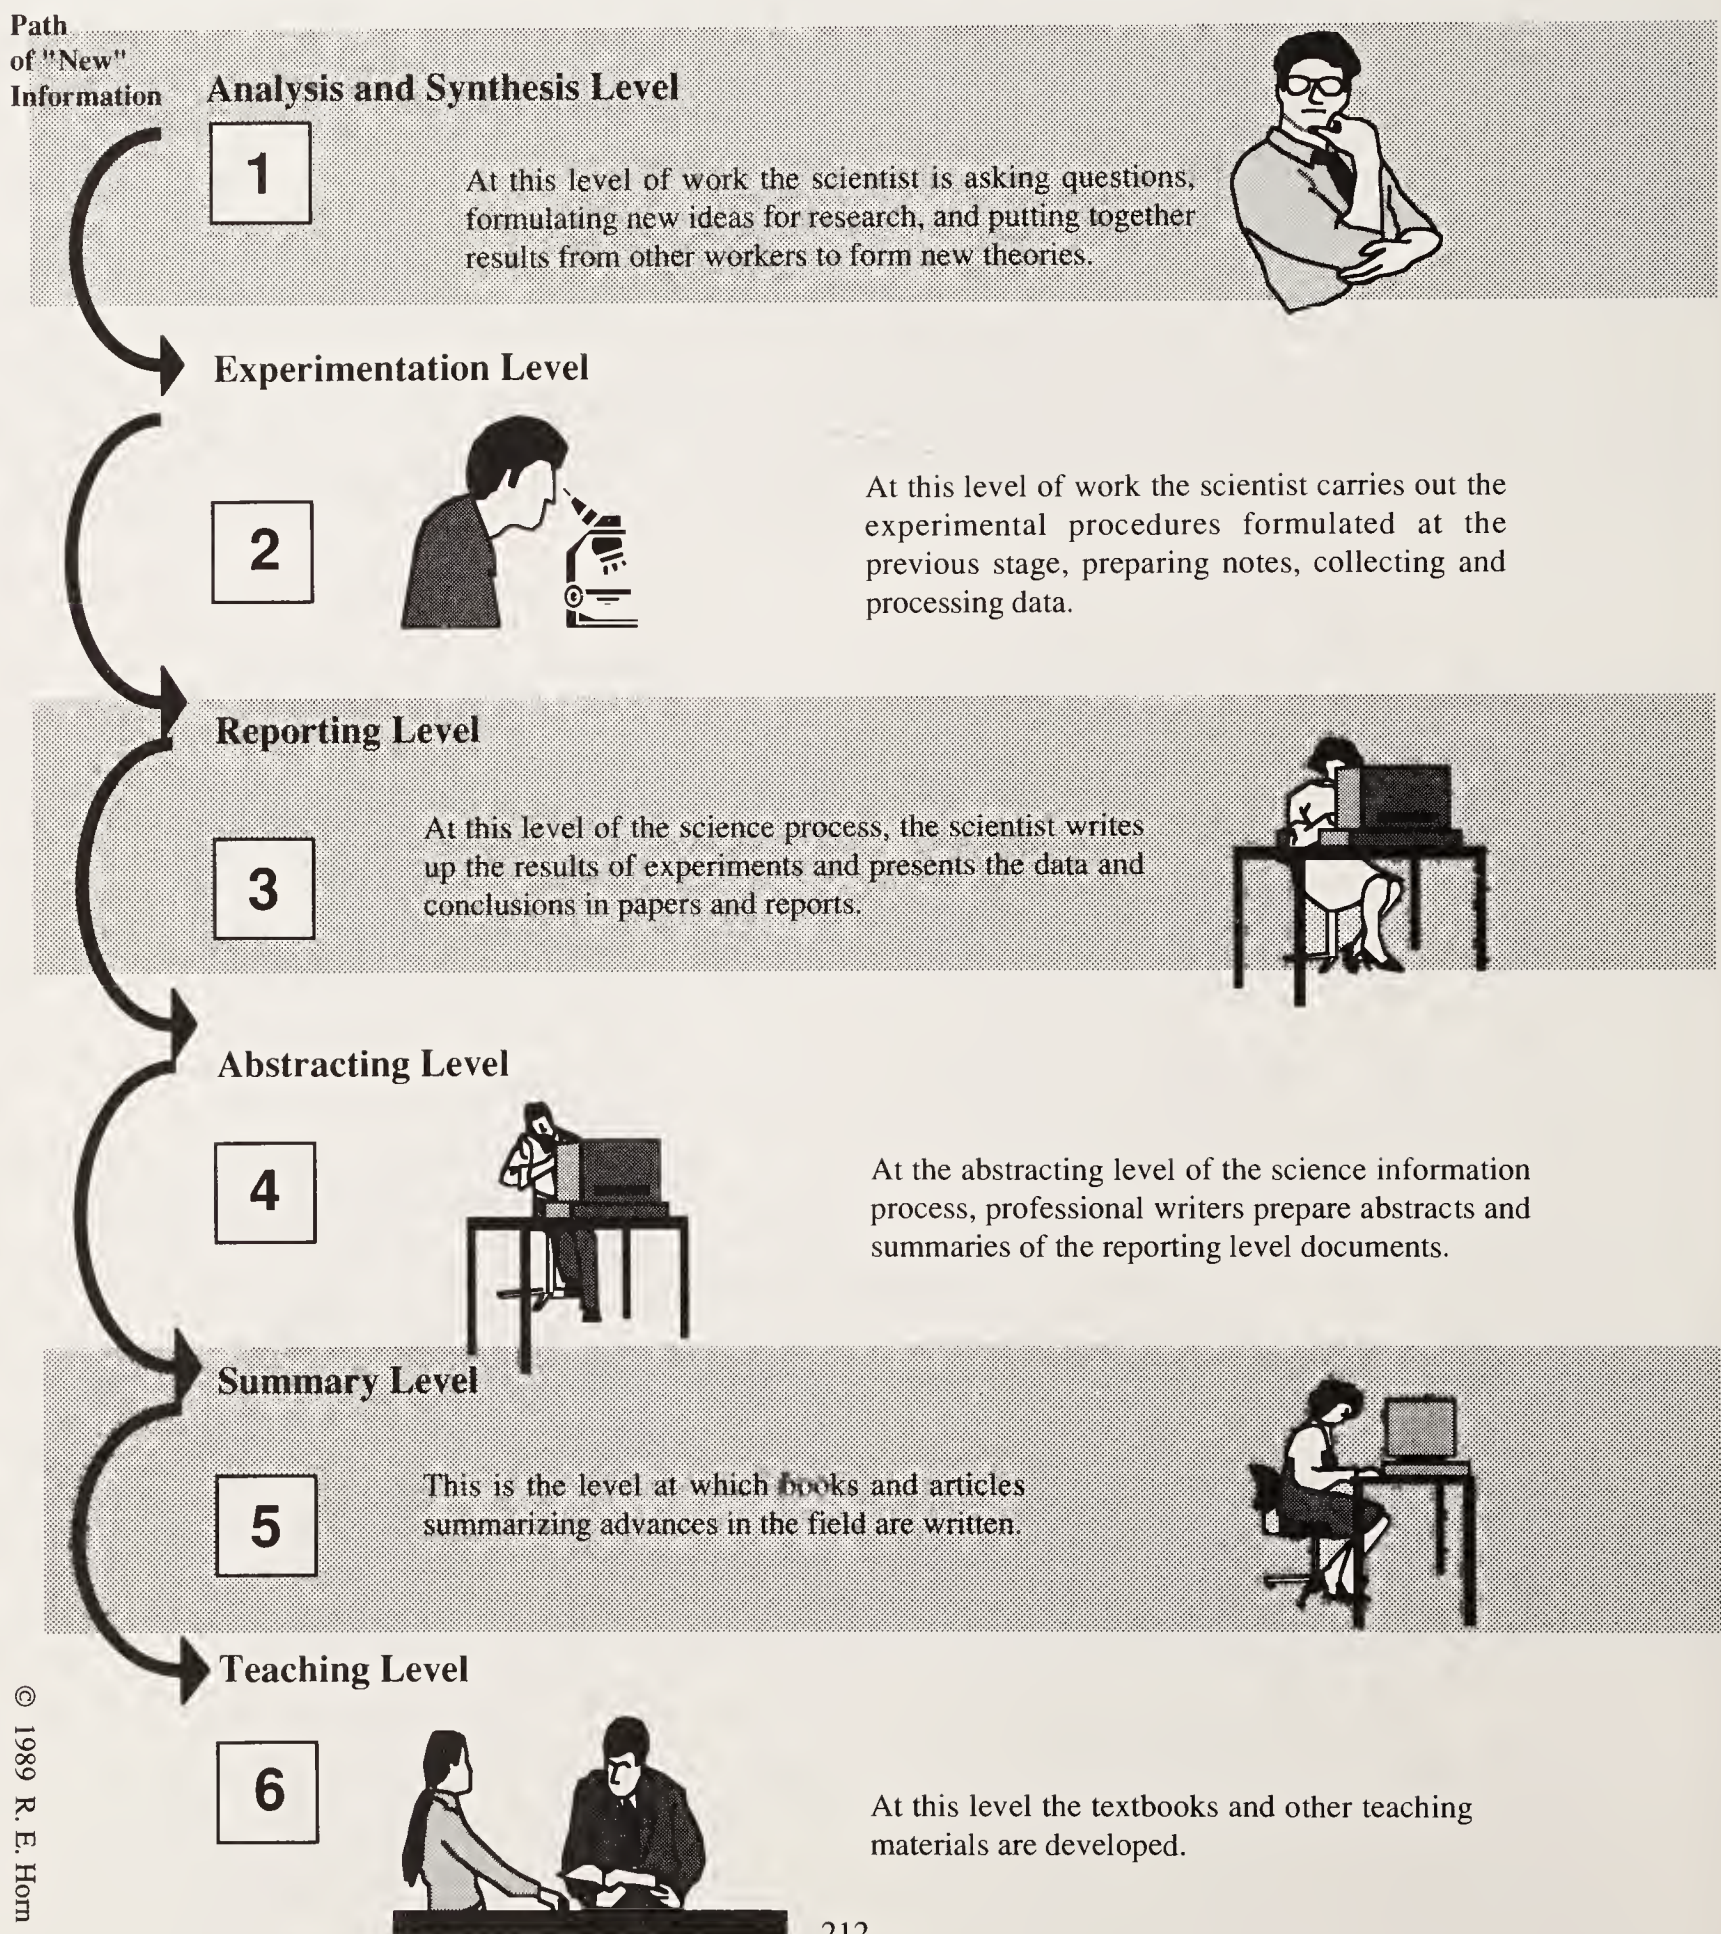 Path
of "New"
Information
Analysis and Synthesis Level
1
At this level of work the scientist is asking questions,
formulating new ideas for research, and putting together
results from other workers to form new theories.
Experimentation Level
2
At this level of work the scientist carries out the
experimental procedures formulated at the
previous stage, preparing notes, collecting and
processing data.
Reporting Level
3
At this level of the science process, the scientist writes
up the results of experiments and presents the data and
conclusions in papers and reports.
Abstracting Level
4
At the abstracting level of the science information
process, professional writers prepare abstracts and
summaries of the reporting level documents.
Summary Level
5
This is the level at which books and articles
summarizing advances in the field are written.
Teaching Level
6
At this level the textbooks and other teaching
materials are developed.
© 1989 R. E. Horn
212